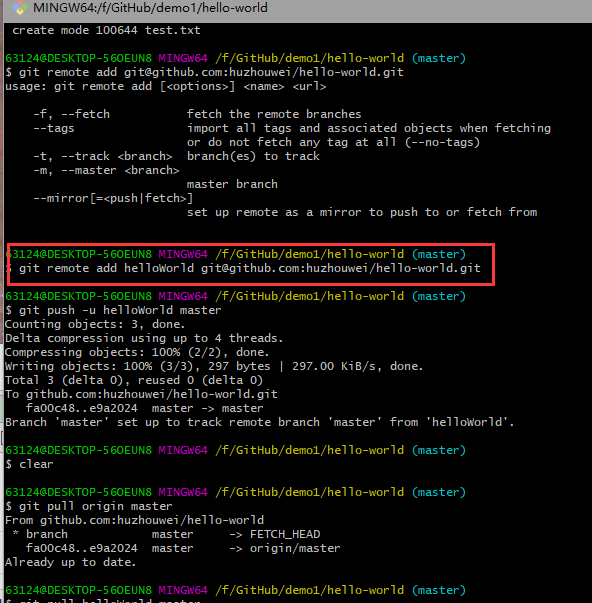 MINGW64:/f/GitHub/demo1/hello-world
create mode 100644 test.txt
63124@DESKTOP-56OEUN8 MINGW64 /f/GitHub/demo1/hello-world (master)
$ git remote add git@github.com:huzhouwei/hello-world.git
usage: git remote add [<options>] <name> <url>
-f, --fetch fetch the remote branches
--tags import all tags and associated objects when fetching
or do not fetch any tag at all (--no-tags)
-t, --track <branch> branch(es) to track
-m, --master <branch>
master branch
--mirror[=<push|fetch>]
set up remote as a mirror to push to or fetch from
63124@DESKTOP-56OEUN8 MINGW64 /f/GitHub/demo1/hello-world (master)
$ git remote add helloWorld git@github.com:huzhouwei/hello-world.git
63124@DESKTOP-56OEUN8 MINGW64 /f/GitHub/demo1/hello-world (master)
$ git push -u helloWorld master
Counting objects: 3, done.
Delta compression using up to 4 threads.
Compressing objects: 100% (2/2), done.
Writing objects: 100% (3/3), 297 bytes | 297.00 KiB/s, done.
Total 3 (delta 0), reused 0 (delta 0)
To github.com:huzhouwei/hello-world.git
fa00c48..e9a2024 master -> master
Branch 'master' set up to track remote branch 'master' from 'helloWorld'.
63124@DESKTOP-56OEUN8 MINGW64 /f/GitHub/demo1/hello-world (master)
$ clear
63124@DESKTOP-56OEUN8 MINGW64 /f/GitHub/demo1/hello-world (master)
$ git pull origin master
From github.com:huzhouwei/hello-world
* branch master -> FETCH_HEAD
fa00c48..e9a2024 master -> origin/master
Already up to date.
63124@DESKTOP-56OEUN8 MINGW64 /f/GitHub/demo1/hello-world (master)
$ git pull helloWorld master